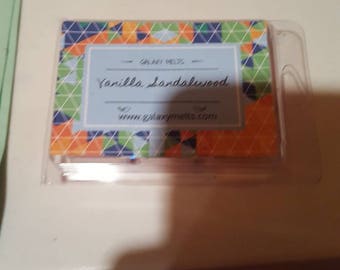 GALAXY MELTS
Vanilla Sandalwood
www.galaxymelts.com